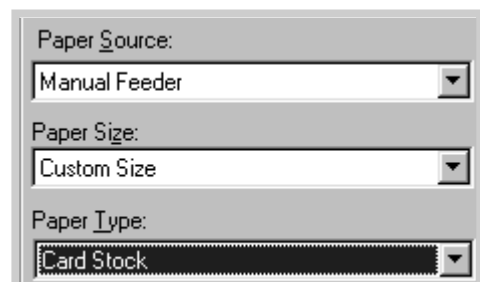 Paper Source:
Manual Feeder
Paper Size:
Custom Size
Paper Type:
Card Stock